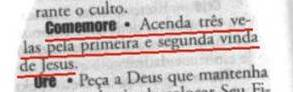 rante o culto.
Comemore • Acenda três ve-
las pela primeira e segunda vinda
de Jesus.
Ore • Peça a Deus que mantenha